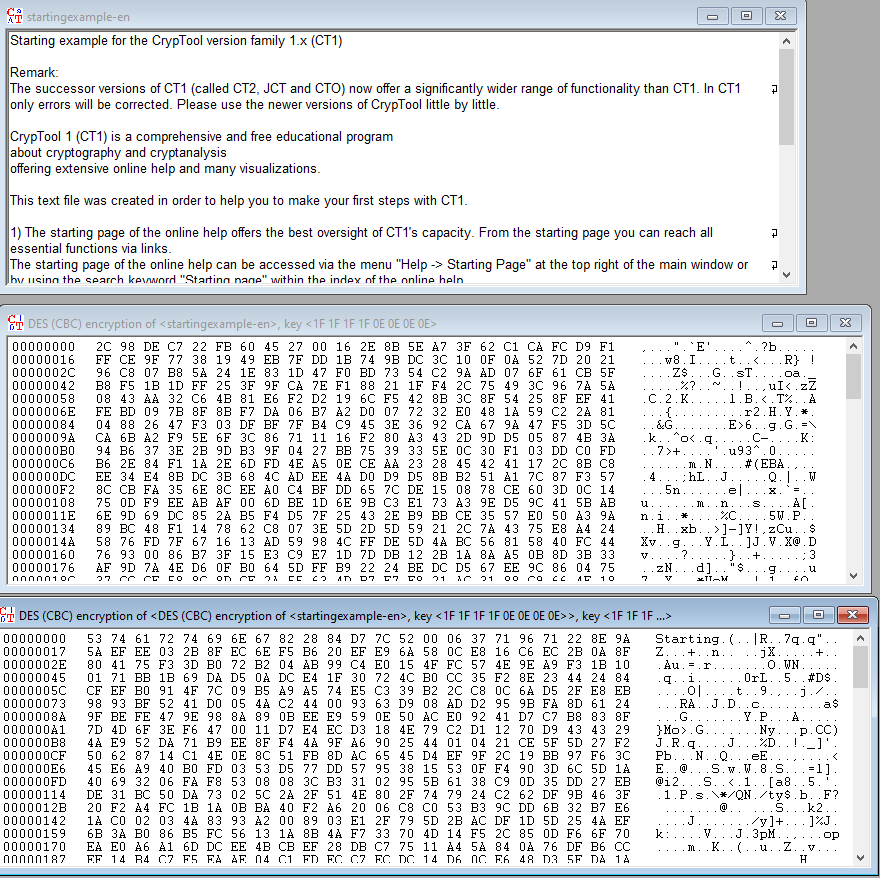 startingexample-en
Starting example for the CrypTool version family 1.x (CT1)
Remark:
The successor versions of CT1 (called CT2, JCT and CTO) now offer a significantly wider range of functionality than CT1. In CT1
only errors will be corrected. Please use the newer versions of CrypTool little by little.
CrypTool 1 (CT1) is a comprehensive and free educational program
about cryptography and cryptanalysis
offering extensive online help and many visualizations.
This text file was created in order to help you to make your first steps with CT1.
1) The starting page of the online help offers the best oversight of CT1's capacity. From the starting page you can reach all
essential functions via links.
The starting page of the online help can be accessed via the menu "Help -> Starting Page" at the top right of the main window or
by using the search keyword "Starting page" within the index of the online help.
DES (CBC) encryption of <startingexample-en>, key <1F 1F 1F 1F 0E 0E 0E 0E>
00000000 2C 98 DE C7 22 FB 60 45 27 00 16 2E 8B 5E A7 3F 62 C1 CA FC D9 F1 ,...".`E'....^.?b.....
00000016 FF CE 9F 77 38 19 49 EB 7F DD 1B 74 9B DC 3C 10 0F 0A 52 7D 20 21 ...w8.I....t..<...R} !
0000002C 96 C8 07 B8 5A 24 1E 83 1D 47 F0 BD 73 54 C2 9A AD 07 6F 61 CB 5F ....Z$...G..sT....oa._
00000042 B8 F5 1B 1D FF 25 3F 9F CA 7E F1 88 21 1F F4 2C 75 49 3C 96 7A 5A .....%?..~..!..,uI<.zZ
00000058 08 43 AA 32 C6 4B 81 E6 F2 D2 19 6C F5 42 8B 3C 8F 54 25 8F EF 41 .C.2.K.....l.B.<.T%..A
0000006E FE BD 09 7B 8F 8B F7 DA 06 B7 A2 D0 07 72 32 E0 48 1A 59 C2 2A 81 ...{.........r2.H.Y.*.
00000084 04 88 26 47 F3 03 DF BF 7F B4 C9 45 3E 36 92 CA 67 9A 47 F5 3D 5C ..&G.......E>6..g.G.=\
0000009A CA 6B A2 F9 5E 6F 3C 86 71 11 16 F2 80 A3 43 2D 9D D5 05 87 4B 3A .k..^o<.q.....C-....K:
000000B0 94 B6 37 3E 2B 9D B3 9F 04 27 BB 75 39 33 5E 0C 30 F1 03 DD C0 FD ..7>+....'.u93^.0.....
000000C6 B6 2E 84 F1 1A 2E 6D FD 4E A5 0E CE AA 23 28 45 42 41 17 2C 8B C8 ......m.N....#(EBA.,..
000000DC EE 34 E4 8B DC 3B 68 4C AD EE 4A D0 D9 D5 8B B2 51 A1 7C 87 F3 57 .4...;hL..J.....Q.|..W
000000F2 8C CB FA 35 6E 8C EE A0 C4 BF DD 65 7C DE 15 08 78 CE 60 3D 0C 14 ...5n......e|...x.`=..
00000108 75 0D F9 EE AB AF 00 6D BE 1D 6E 9B C3 E1 73 A3 9E D5 9C 41 5B AB u......m..n...s....A[.
0000011E 6E 9D 69 DC 85 2A B5 F4 D5 7F 25 43 2E B9 BB CE 35 57 E0 50 A3 9A n.i..*....%C....5W.P..
00000134 89 BC 48 F1 14 78 62 C8 07 3E 5D 2D 5D 59 21 2C 7A 43 75 E8 A4 24 ..H..xb..>]-]Y!,zCu..$
0000014A 58 76 FD 7F 67 16 13 AD 59 98 4C FF DE 5D 4A BC 56 81 58 40 FC 44 Xv..g...Y.L..]J.V.X@.D
00000160 76 93 00 86 B7 3F 15 E3 C9 E7 1D 7D DB 12 2B 1A 8A A5 0B 8D 3B 33 v....?.....}..+.....;3
00000176 AF 9D 7A 4E D6 0F B0 64 5D FF B9 22 24 BE DC D5 67 EE 9C 86 04 75 ..zN...d].."$...g....u
DES (CBC) encryption of <DES (CBC) encryption of <startingexample-en>, key <1F 1F 1F 1F 0E 0E 0E 0E>>, key <1F 1F ...>
00000000 53 74 61 72 74 69 6E 67 82 28 84 D7 7C 52 00 06 37 71 96 71 22 8E 9A Starting.(..|R..7q.q"..
00000017 5A EF EE 03 2B 8F EC 6E F5 B6 20 EF E9 6A 58 0C E8 16 C6 EC 2B 0A 8F Z...+..n.. ..jX.....+..
0000002E 80 41 75 F3 3D B0 72 B2 04 AB 99 C4 E0 15 4F FC 57 4E 9E A9 F3 1B 10 .Au.=.r.......O.WN.....
00000045 01 71 BB 1B 69 DA D5 0A DC E4 1F 30 72 4C B0 CC 35 F2 8E 23 44 24 84 .q..i......0rL..5..#D$.
0000005C CF EF B0 91 4F 7C 09 B5 A9 A5 74 E5 C3 39 B2 2C C8 0C 6A D5 2F E8 EB ....O|....t..9.,..j./..
00000073 98 93 BF 52 41 D0 05 4A C2 44 00 93 63 D9 08 AD D2 95 9B FA 8D 61 24 ...RA..J.D..c........a$
0000008A 9F BE FE 47 9E 98 8A 89 0B EE E9 59 0E 50 AC E0 92 41 D7 C7 B8 83 8F ...G.......Y.P...A.....
000000A1 7D 4D 6F 3E F6 47 00 11 D7 E4 EC D3 18 4E 79 C2 D1 12 70 D9 43 43 29 }Mo>.G.......Ny...p.CC)
000000B8 4A E9 52 DA 71 B9 EE 8F F4 4A 9F A6 90 25 44 01 04 21 CE 5F 5D 27 F2 J.R.q....J...%D..!._]'.
000000CF 50 62 87 14 C1 4E 0E 8C 51 FB 8D AC 65 45 D4 EF 9F 2C 19 BB 97 F6 3C Pb...N..Q...eE...,....<
000000E6 45 E6 A9 40 B0 FD 03 53 D5 77 DD 57 95 38 15 53 0F F4 90 3D 6C 5D 1A E..@...S.w.W.8.S...=l].
000000FD 40 69 32 06 FA F8 53 08 08 3C B3 31 02 95 5B 61 38 C9 0D 35 DD 27 EB @i2...S..<.1..[a8..5.'.
00000114 DE 31 BC 50 DA 73 02 5C 2A 2F 51 4E 80 2F 74 79 24 C2 62 DF 9B 46 3F .1.P.s.\*/QN./ty$.b..F?
0000012B 20 F2 A4 FC 1B 1A 0B BA 40 F2 A6 20 06 C8 C0 53 B3 9C DD 6B 32 B7 E6 .......@.. ...S...k2..
00000142 1A C0 02 03 4A 83 93 A2 00 89 03 E1 2F 79 5D 2B AC DF 1D 5D 25 4A EF ....J......./y]+...]%J.
00000159 6B 3A B0 86 B5 FC 56 13 1A 8B 4A F7 33 70 4D 14 F5 2C 85 0D F6 6F 70 k:....V...J.3pM..,...op
00000170 EA E0 A6 A1 6D DC EE 4B CB EF 28 DB C7 75 11 A4 5A 84 0A 76 DF B6 CC ....m..K..(..u..Z..v...